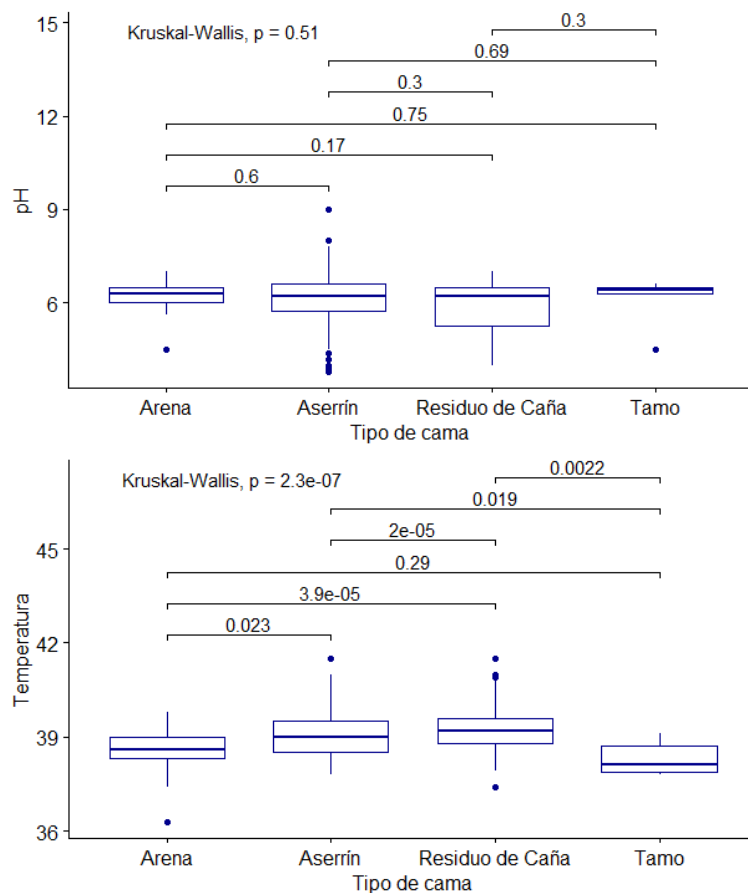 15
Kruskal-Wallis, p = 0.51
0.3
0.69
0.3
12
0.75
0.17
0.6
pH
9
6
Arena Aserrín Residuo de Caña Tamo
Tipo de cama
Kruskal-Wallis, p = 2.3e-07
0.0022
0.019
2e-05
45
0.29
3.9e-05
0.023
Temperatura
42
39
36
Arena Aserrín Residuo de Caña Tamo
Tipo de cama